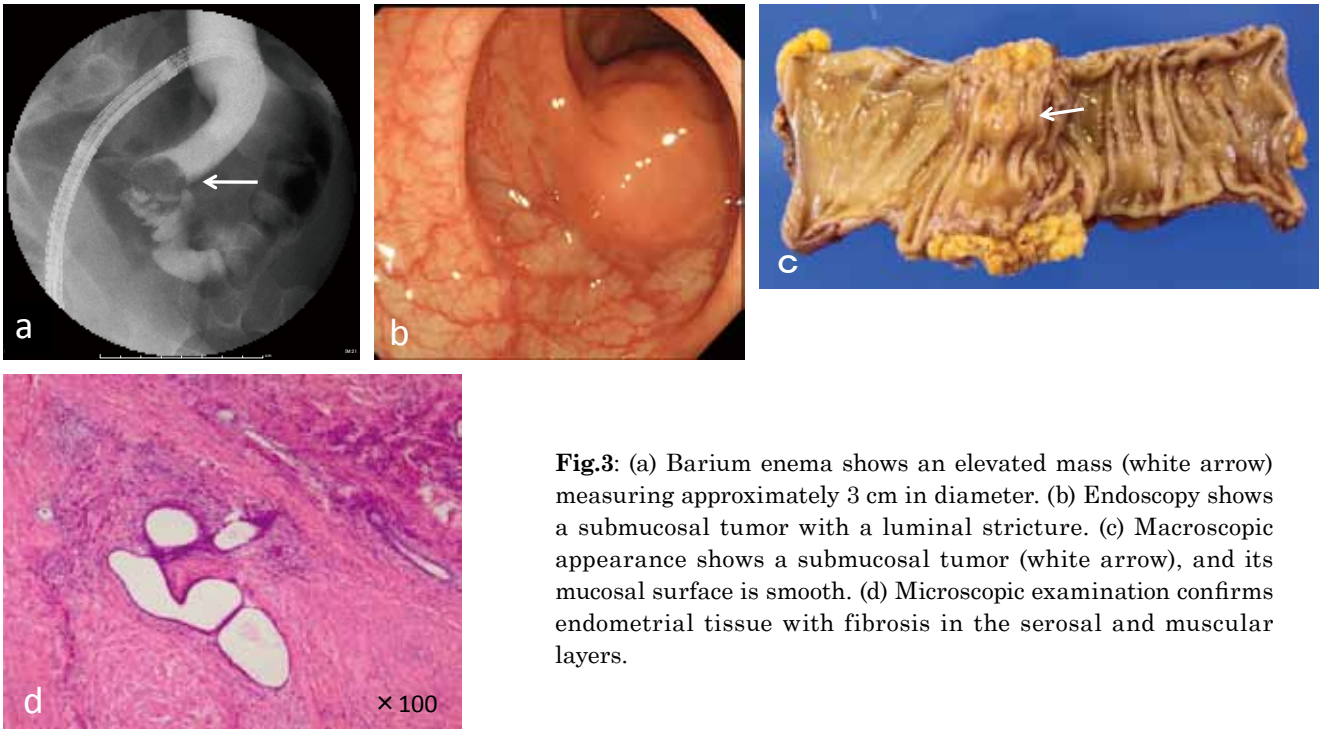 a
b
c
d
× 100
Fig.3: (a) Barium enema shows an elevated mass (white arrow)
measuring approximately 3 cm in diameter. (b) Endoscopy shows
a submucosal tumor with a luminal stricture. (c) Macroscopic
appearance shows a submucosal tumor (white arrow), and its
mucosal surface is smooth. (d) Microscopic examination confirms
endometrial tissue with fibrosis in the serosal and muscular
layers.